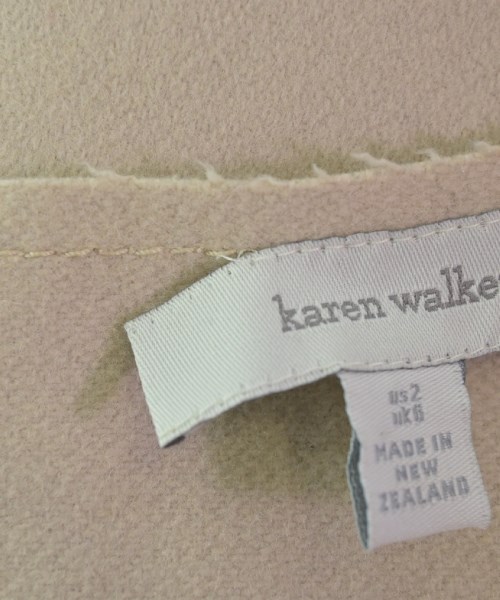 karen walke
us2
uk6
MADE IN
NEW
ZEALAND